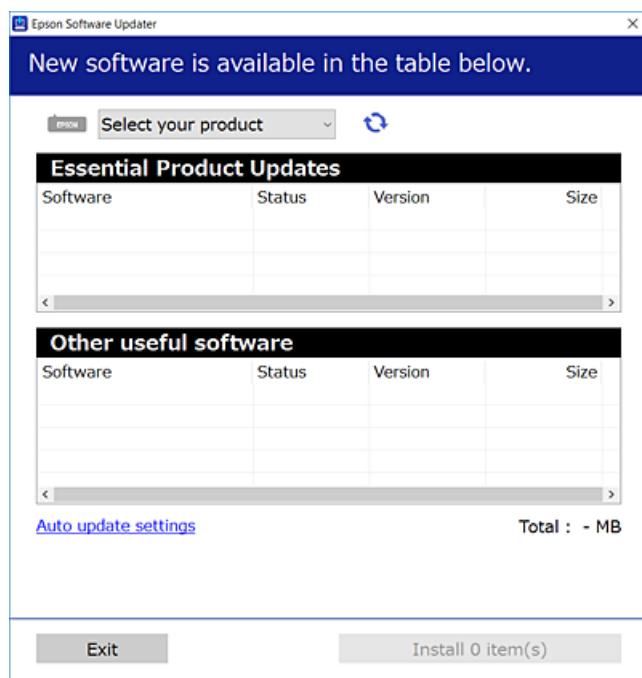 Epson Software Updater
New software is available in the table below.
EPSON Select your product
Essential Product Updates
Software Status Version Size
Other useful software
Software Status Version Size
Auto update settings Total : - MB
Exit Install 0 item(s)